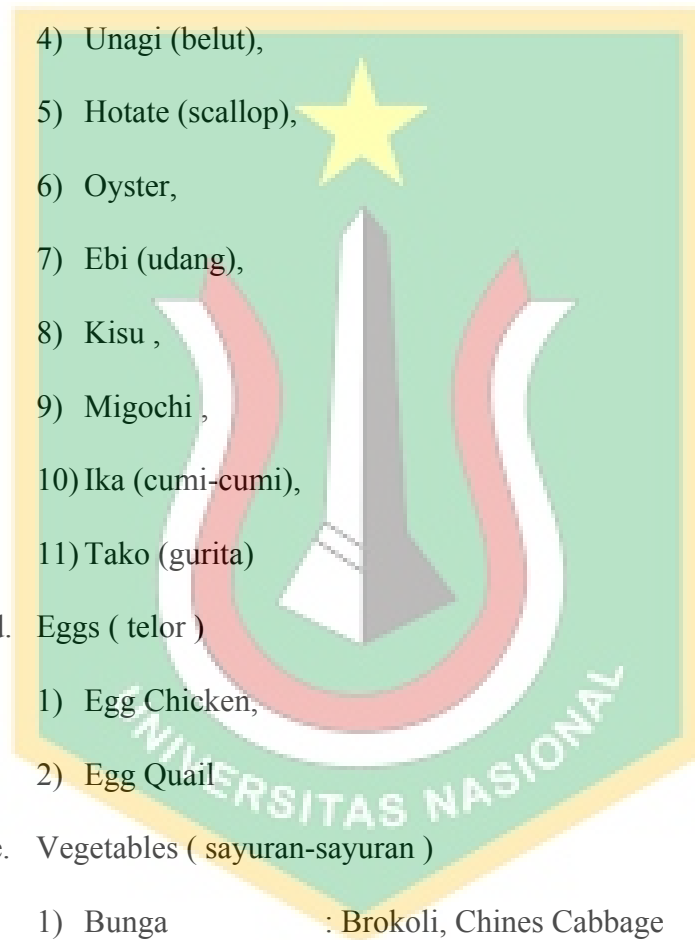 4) Unagi (belut),
5) Hotate (scallop),
6) Oyster,
7) Ebi (udang),
8) Kisu ,
9) Migochi ,
10) Ika (cumi-cumi),
11) Tako (gurita)
d. Eggs ( telor )
1) Egg Chicken,
2) Egg Quail
e. Vegetables ( sayuran-sayuran )
1) Bunga : Brokoli, Chines Cabbage
UNIVERSITAS NASIONAL